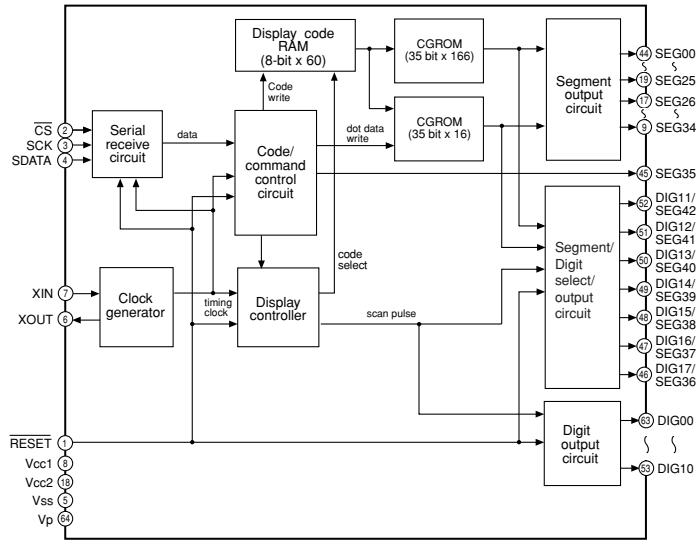 Display code
RAM
(8-bit x 60)
CGROM
(35 bit x 166)
CGROM
(35 bit x 16)
Segment
output
circuit
44 SEG00
19 SEG25
17 SEG26
9 SEG34
Code
write
CS 2
SCK 3
SDATA 4
Serial
receive
circuit
data
Code/
command
control
circuit
dot data
write
45 SEG35
52 DIG11/
SEG42
51 DIG12/
SEG41
50 DIG13/
SEG40
49 DIG14/
SEG39
48 DIG15/
SEG38
47 DIG16/
SEG37
46 DIG17/
SEG36
Segment/
Digit
select/
output
circuit
code
select
XIN 7
XOUT 6
Clock
generator
timing
clock
Display
controller
scan pulse
RESET 1
Vcc1 8
Vcc2 18
Vss 5
Vp 64
Digit
output
circuit
63 DIG00
53 DIG10